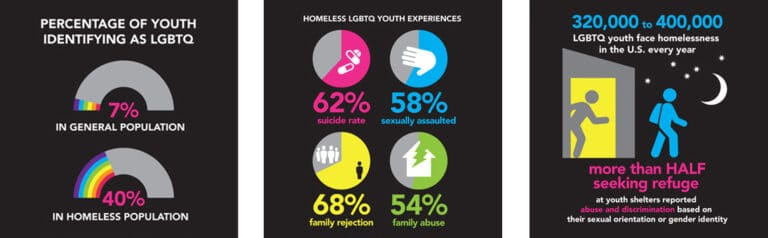 PERCENTAGE OF YOUTH
IDENTIFYING AS LGBTQ
7%
IN GENERAL POPULATION
40%
IN HOMELESS POPULATION
HOMELESS LGBTQ YOUTH EXPERIENCES
62%
suicide rate
58%
sexually assaulted
68%
family rejection
54%
family abuse
320,000 to 400,000
LGBTQ youth face homelessness
in the U.S. every year
more than HALF
seeking refuge
at youth shelters reported
abuse and discrimination based on
their sexual orientation or gender identity